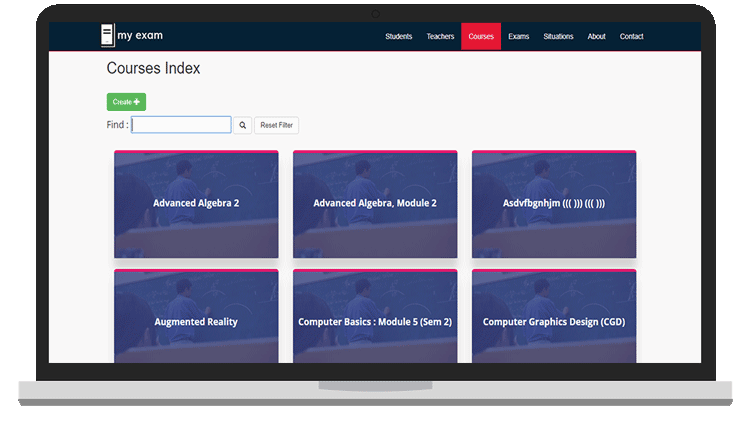 my exam
Students Teachers Courses Exams Situations About Contact
Courses Index
Create +
Find :
Reset Filter
Advanced Algebra 2
Advanced Algebra, Module 2
Asdvfbgnhjm ((( ))) ((( )))
Augmented Reality
Computer Basics : Module 5 (Sem 2)
Computer Graphics Design (CGD)